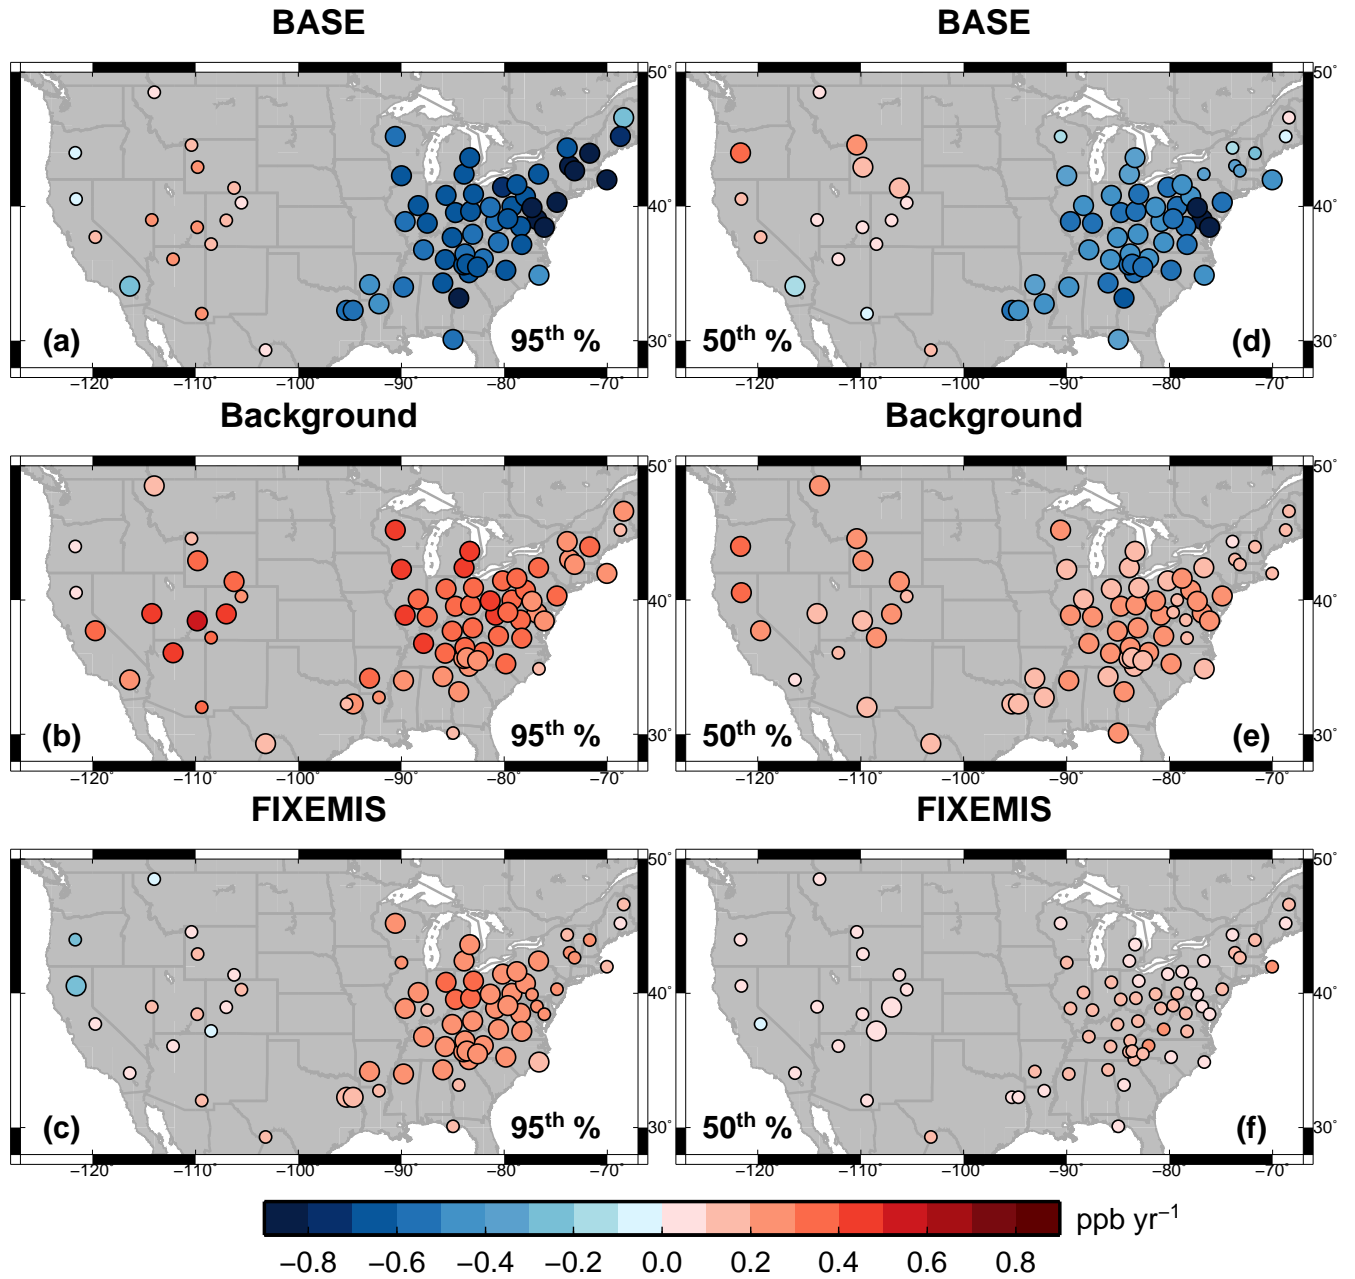 BASE BASE
50˚ 50˚
40˚ 40˚
30˚ 30˚
(a) 95th % 50th % (d)
−120˚ −110˚ −100˚ −90˚ −80˚ −70˚ −120˚ −110˚ −100˚ −90˚ −80˚ −70˚
Background Background
50˚ 50˚
40˚ 40˚
30˚ 30˚
(b) 95th % 50th % (e)
−120˚ −110˚ −100˚ −90˚ −80˚ −70˚ −120˚ −110˚ −100˚ −90˚ −80˚ −70˚
FIXEMIS FIXEMIS
50˚ 50˚
40˚ 40˚
(c) 95th % 50th % (f)
30˚ 30˚
−120˚ −110˚ −100˚ −90˚ −80˚ −70˚ −120˚ −110˚ −100˚ −90˚ −80˚ −70˚
ppb yr−1
−0.8 −0.6 −0.4 −0.2 0.0 0.2 0.4 0.6 0.8